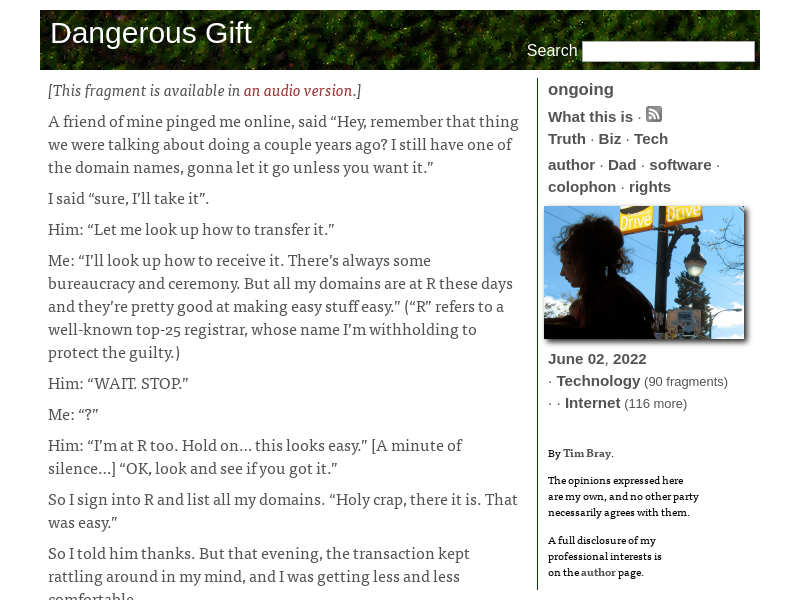 Dangerous Gift
Search
[This fragment is available in an audio version.]
A friend of mine pinged me online, said “Hey, remember that thing
we were talking about doing a couple years ago? I still have one of
the domain names, gonna let it go unless you want it.”
I said “sure, I’ll take it”.
Him: “Let me look up how to transfer it.”
Me: “I’ll look up how to receive it. There’s always some
bureaucracy and ceremony. But all my domains are at R these days
and they’re pretty good at making easy stuff easy.” (“R” refers to a
well-known top-25 registrar, whose name I’m withholding to
protect the guilty.)
Him: “WAIT. STOP.”
Me: “?”
Him: “I’m at R too. Hold on… this looks easy.” [A minute of
silence…] “OK, look and see if you got it.”
So I sign into R and list all my domains. “Holy crap, there it is. That
was easy.”
So I told him thanks. But that evening, the transaction kept
rattling around in my mind, and I was getting less and less
comfortable.
ongoing
What this is ·
Truth · Biz · Tech
author · Dad · software ·
colophon · rights
Drive
Drive
June 02, 2022
· Technology (90 fragments)
· · Internet (116 more)
By Tim Bray.
The opinions expressed here
are my own, and no other party
necessarily agrees with them.
A full disclosure of my
professional interests is
on the author page.